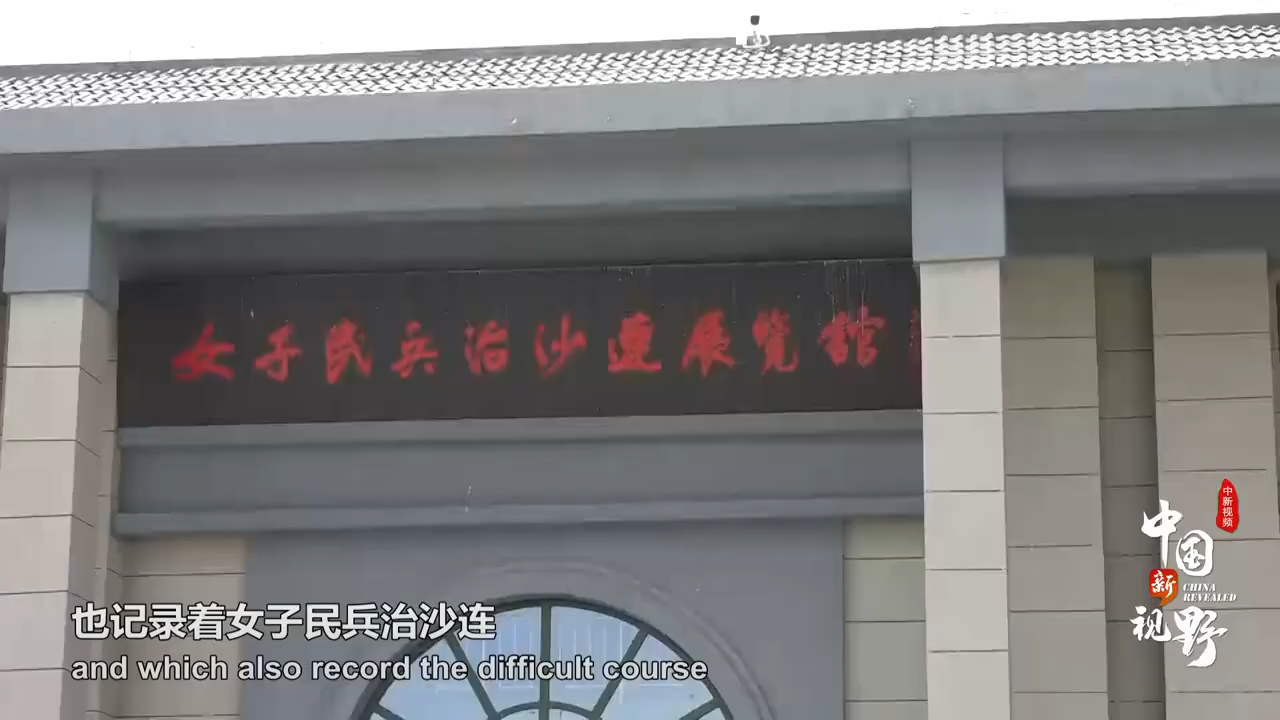 女子民兵治沙连展览馆
中新视频
中国
新
CHINA
REVEALED
视野
也记录着女子民兵治沙连
and which also record the difficult course